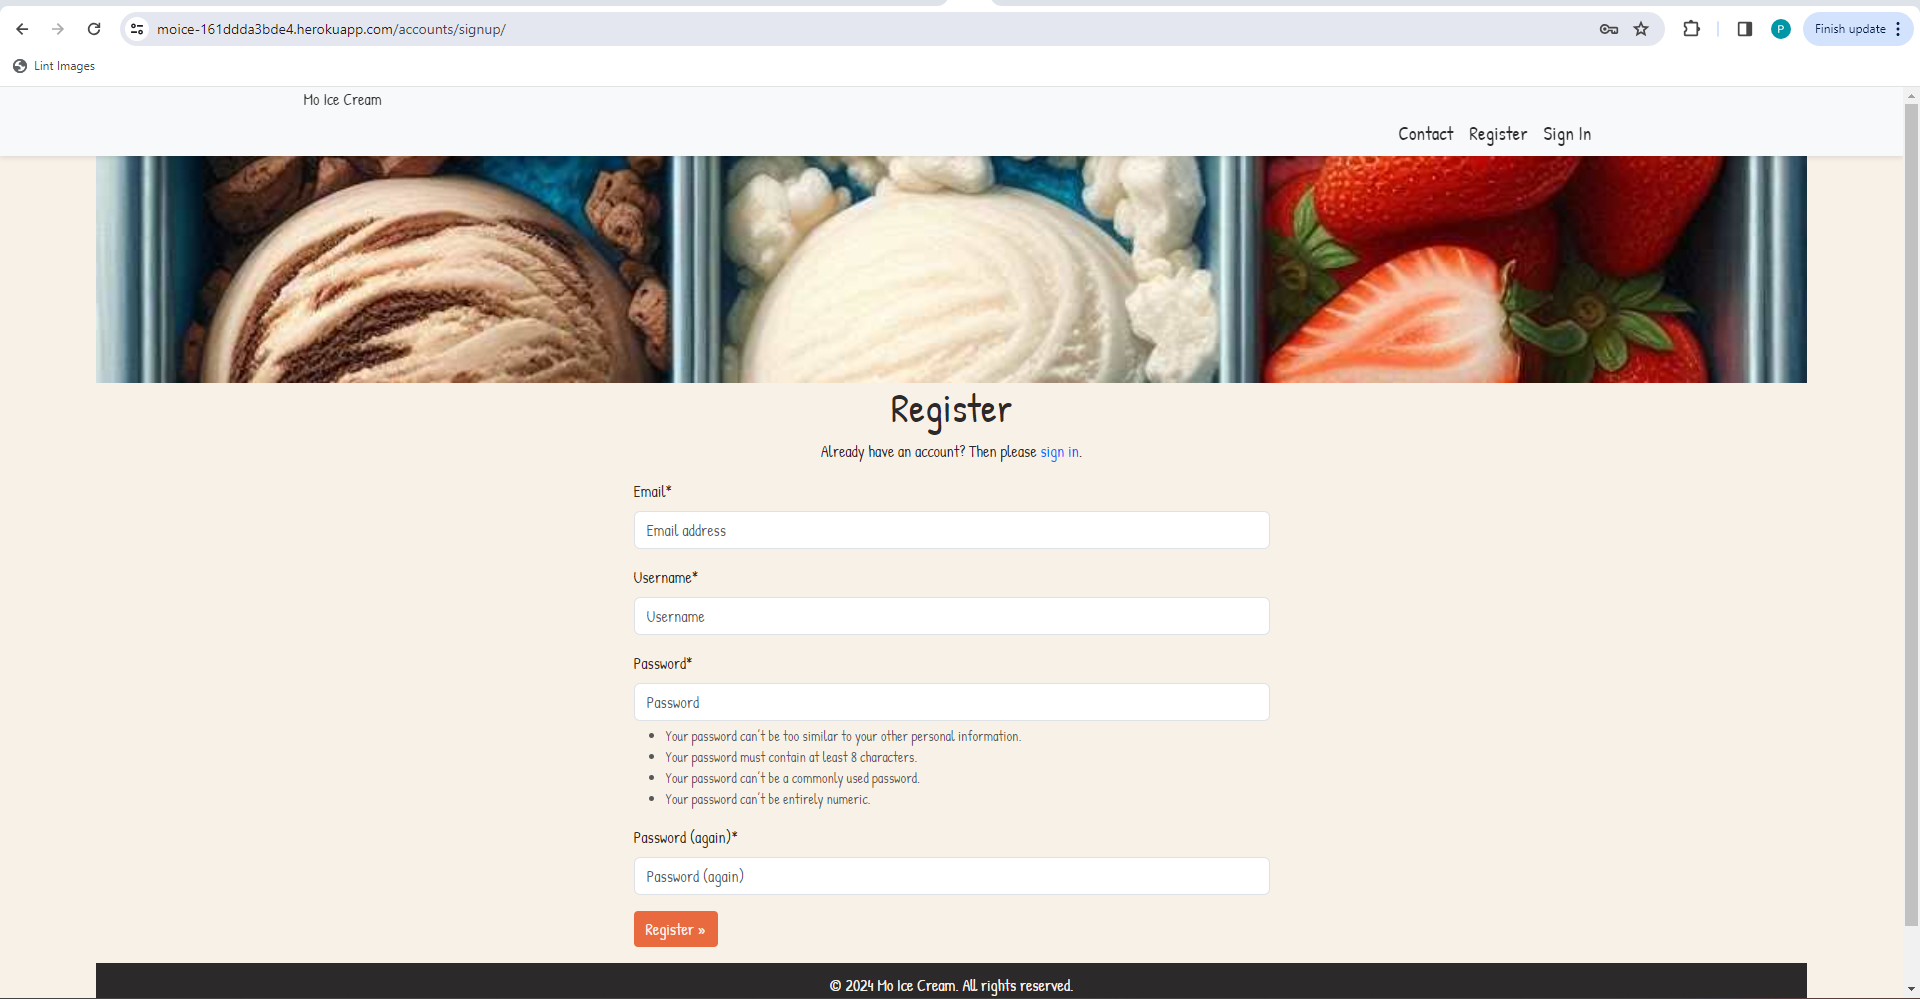 moice-161ddda3bde4.herokuapp.com/accounts/signup/
P
Finish update
Lint Images
Mo Ice Cream
Contact Register Sign In
Register
Already have an account? Then please sign in.
Email*
Email address
Username*
Username
Password*
Password
Your password can't be too similar to your other personal information.
Your password must contain at least 8 characters.
Your password can't be a commonly used password.
Your password can't be entirely numeric.
Password (again)*
Password (again)
Register »
© 2024 Mo Ice Cream. All rights reserved.